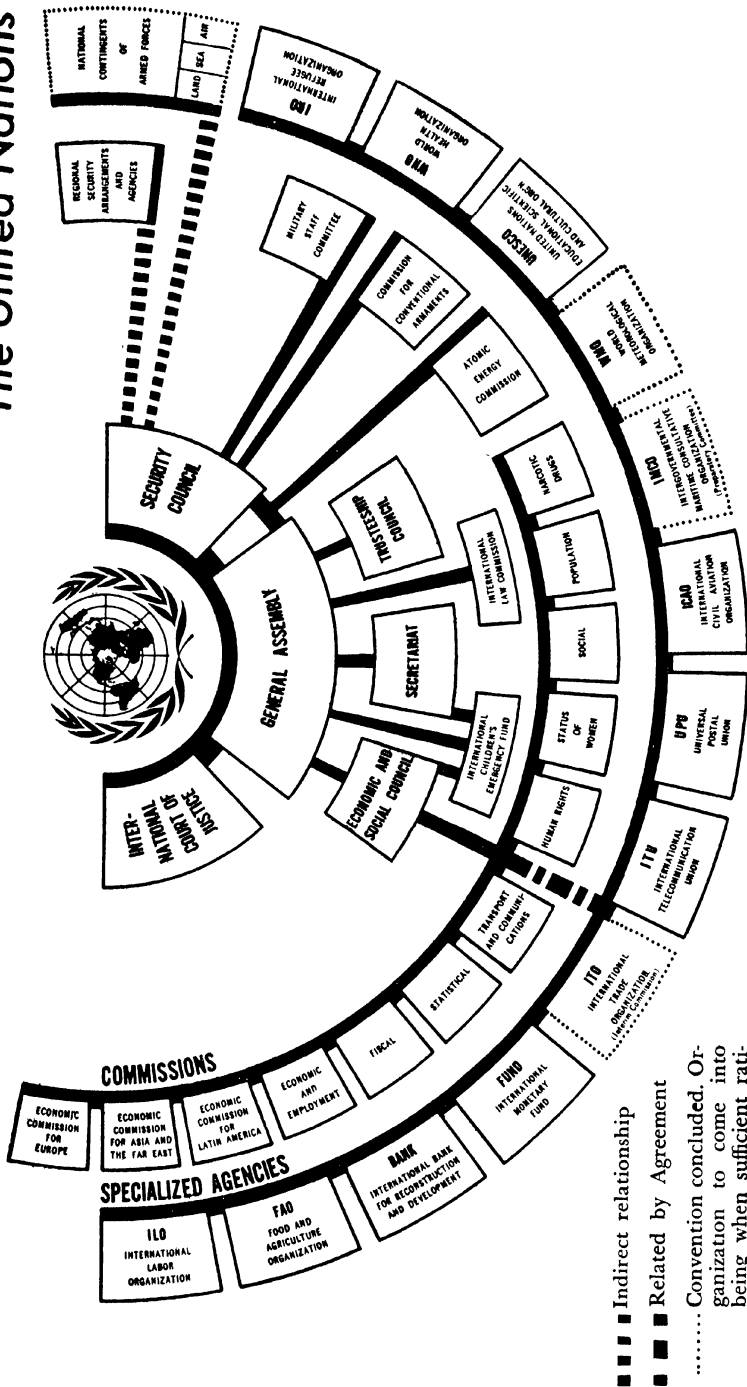 The United Nations
NATIONAL
CONTINGENTS
OF
ARMED FORCES
LAND
SEA
AIR
REGIONAL
SECURITY
ARRANGEMENTS
AND
AGENCIES
SECURITY
COUNCIL
GENERAL ASSEMBLY
INTER-
NATIONAL
COURT OF
JUSTICE
MILITARY
STAFF
COMMITTEE
COMMISSION
FOR
CONVENTIONAL
ARMAMENTS
ATOMIC
ENERGY
COMMISSION
TRUSTEESHIP
COUNCIL
INTERNATIONAL
LAW COMMISSION
SECRETARIAT
INTERNATIONAL
CHILDREN'S
EMERGENCY FUND
ECONOMIC AND
SOCIAL COUNCIL
COMMISSIONS
ECONOMIC
COMMISSION
FOR
EUROPE
ECONOMIC
COMMISSION
FOR ASIA AND
THE FAR EAST
ECONOMIC
COMMISSION
FOR
LATIN AMERICA
ECONOMIC
AND
EMPLOYMENT
FISCAL
STATISTICAL
TRANSPORT
AND COMMUNI-
CATIONS
HUMAN RIGHTS
STATUS
OF
WOMEN
SOCIAL
POPULATION
NARCOTIC
DRUGS
SPECIALIZED AGENCIES
ILO
INTERNATIONAL
LABOR
ORGANIZATION
FAO
FOOD AND
AGRICULTURE
ORGANIZATION
BANK
INTERNATIONAL BANK
FOR RECONSTRUCTION
AND DEVELOPMENT
FUND
INTERNATIONAL
MONETARY
FUND
ITO
INTERNATIONAL
TRADE
ORGANIZATION
(Interim Commission)
ITU
INTERNATIONAL
TELECOMMUNICATION
UNION
UPU
UNIVERSAL
POSTAL
UNION
ICAO
INTERNATIONAL
CIVIL AVIATION
ORGANIZATION
IMCO
INTERGOVERNMENTAL
MARITIME CONSULTATIVE
ORGANIZATION
(Preparatory Committee)
WMO
WORLD
METEOROLOGICAL
ORGANIZATION
UNESCO
UNITED NATIONS
EDUCATIONAL SCIENTIFIC
AND CULTURAL ORG'N
WHO
WORLD
HEALTH
ORGANIZATION
IRO
INTERNATIONAL
REFUGEE
ORGANIZATION
Indirect relationship
Related by Agreement
........ Convention concluded. Or-
ganization to come into
being when sufficient rati-